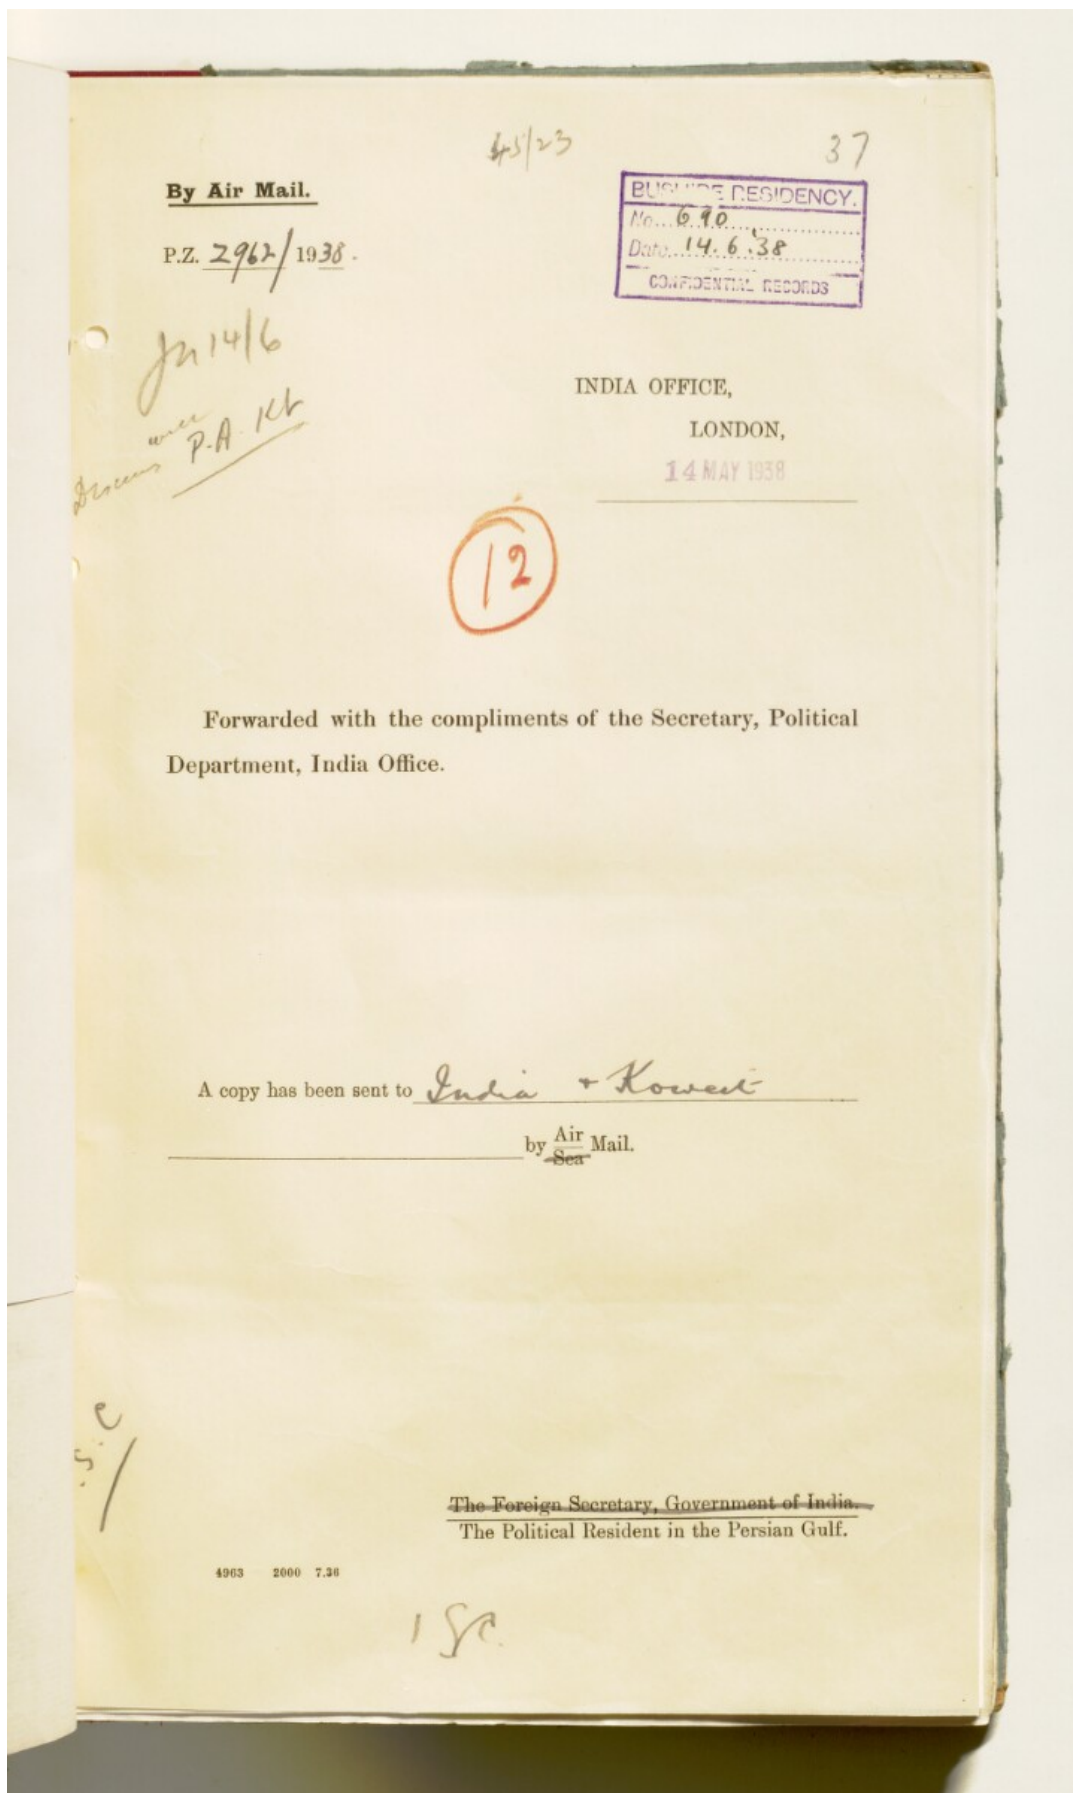 45/23
37
By Air Mail.
BUSHIRE RESIDENCY.
No... 690
Date... 14.6.38
CONFIDENTIAL RECORDS
P.Z. 2962/1938.
14/6
will
Discuss P.A. Kt
INDIA OFFICE,
LONDON,
14 MAY 1938
12
Forwarded with the compliments of the Secretary, Political
Department, India Office.
A copy has been sent to India + Koweit
by Air Mail.
Sea
The Foreign Secretary, Government of India.
The Political Resident in the Persian Gulf.
4963 2000 7.36